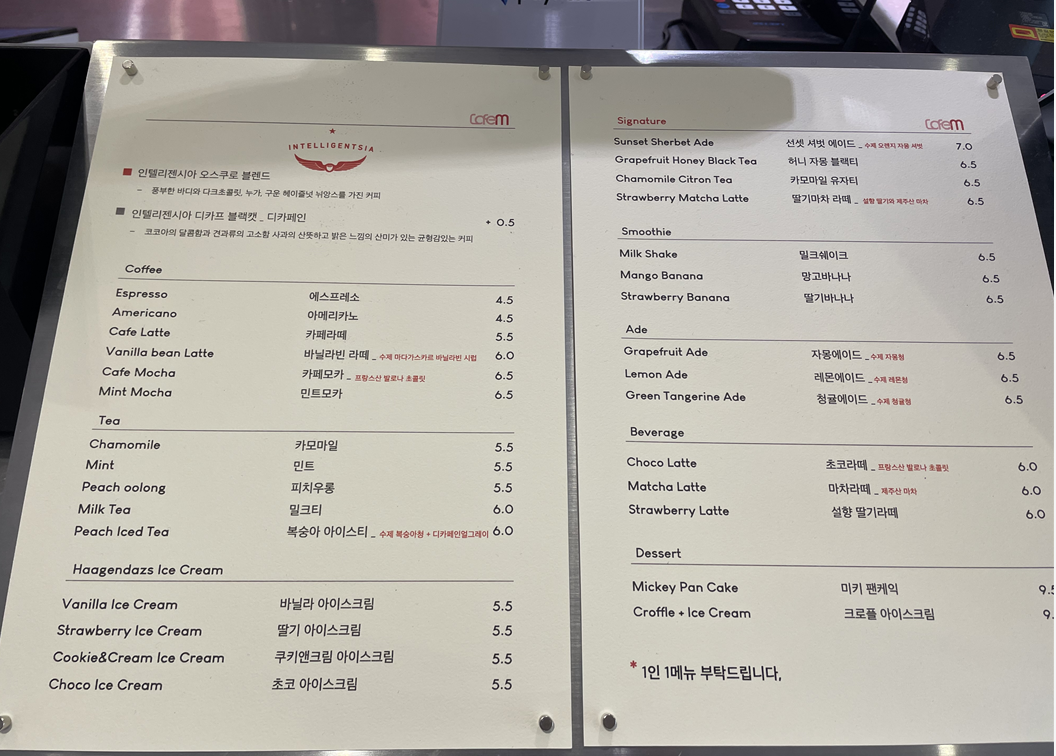 CafeM
INTELLIGENTSIA
인텔리젠시아 오스쿠로 블렌드
- 풍부한 바디와 다크초콜릿, 누가, 구운 헤이즐넛 뉘앙스를 가진 커피
인텔리젠시아 디카프 블랙캣 _ 디카페인 + 0.5
- 코코아의 달콤함과 견과류의 고소함 사과의 산뜻하고 밝은 느낌의 산미가 있는 균형감있는 커피
Coffee
Espresso 에스프레소 4.5
Americano 아메리카노 4.5
Cafe Latte 카페라떼 5.5
Vanilla bean Latte 바닐라빈 라떼 _ 수제 마다가스카르 바닐라빈 시럽 6.0
Cafe Mocha 카페모카 _ 프랑스산 발로나 초콜릿 6.5
Mint Mocha 민트모카 6.5
Tea
Chamomile 카모마일 5.5
Mint 민트 5.5
Peach oolong 피치우롱 5.5
Milk Tea 밀크티 6.0
Peach Iced Tea 복숭아 아이스티 _ 수제 복숭아청 + 디카페인얼그레이 6.0
Haagendazs Ice Cream
Vanilla Ice Cream 바닐라 아이스크림 5.5
Strawberry Ice Cream 딸기 아이스크림 5.5
Cookie&Cream Ice Cream 쿠키앤크림 아이스크림 5.5
Choco Ice Cream 초코 아이스크림 5.5
Signature CafeM
Sunset Sherbet Ade 선셋 셔벗 에이드 _ 수제 오렌지 자몽 셔벗 7.0
Grapefruit Honey Black Tea 허니 자몽 블랙티 6.5
Chamomile Citron Tea 카모마일 유자티 6.5
Strawberry Matcha Latte 딸기마차 라떼 _ 설향 딸기와 제주산 마차 6.5
Smoothie
Milk Shake 밀크쉐이크 6.5
Mango Banana 망고바나나 6.5
Strawberry Banana 딸기바나나 6.5
Ade
Grapefruit Ade 자몽에이드 _ 수제 자몽청 6.5
Lemon Ade 레몬에이드 _ 수제 레몬청 6.5
Green Tangerine Ade 청귤에이드 _ 수제 청귤청 6.5
Beverage
Choco Latte 초코라떼 _ 프랑스산 발로나 초콜릿 6.0
Matcha Latte 마차라떼 _ 제주산 마차 6.0
Strawberry Latte 설향 딸기라떼 6.0
Dessert
Mickey Pan Cake 미키 팬케익 9.5
Croffle + Ice Cream 크로플 아이스크림 9.
* 1인 1메뉴 부탁드립니다.